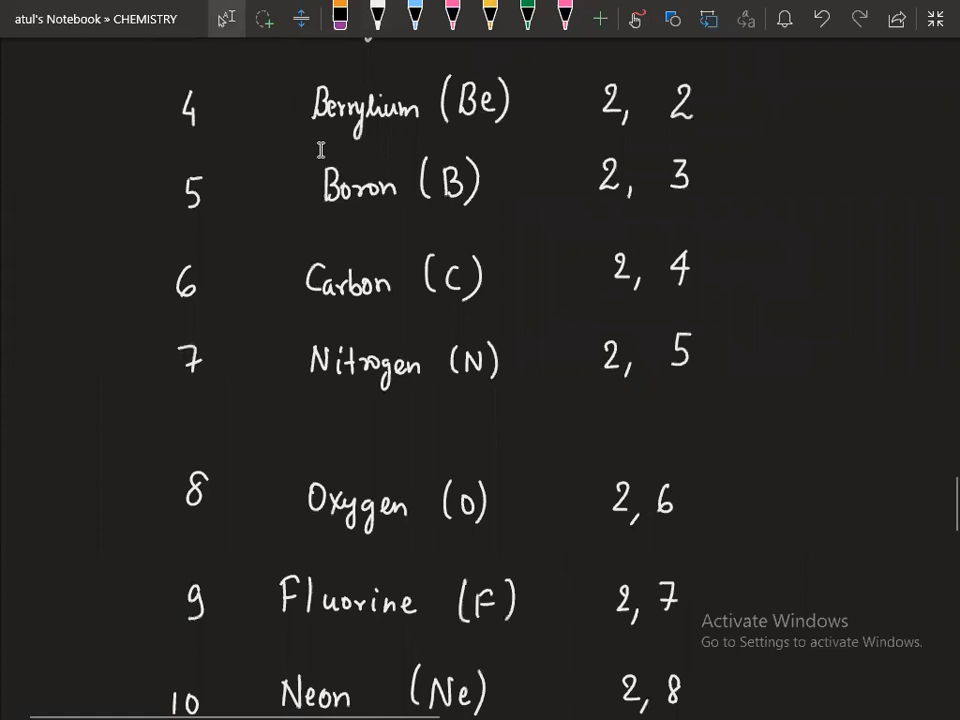 atul's Notebook » CHEMISTRY
4 Berrylium (Be) 2, 2
5 Boron (B) 2, 3
6 Carbon (C) 2, 4
7 Nitrogen (N) 2, 5
8 Oxygen (O) 2, 6
9 Fluorine (F) 2, 7
Activate Windows
Go to Settings to activate Windows.
10 Neon (Ne) 2, 8